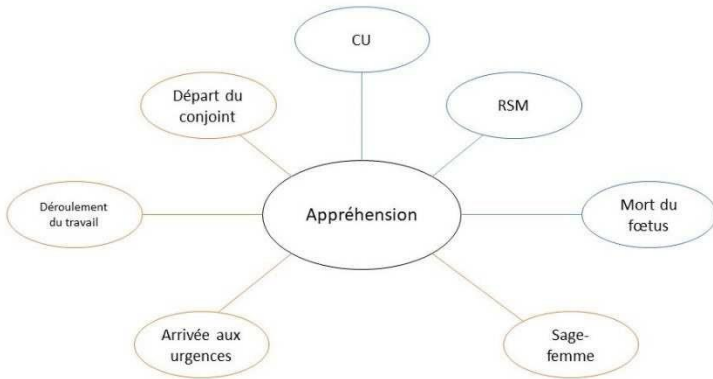 CU
Départ du
conjoint
RSM
Déroulement
du travail
Appréhension
Mort du
fœtus
Arrivée aux
urgences
Sage-
femme